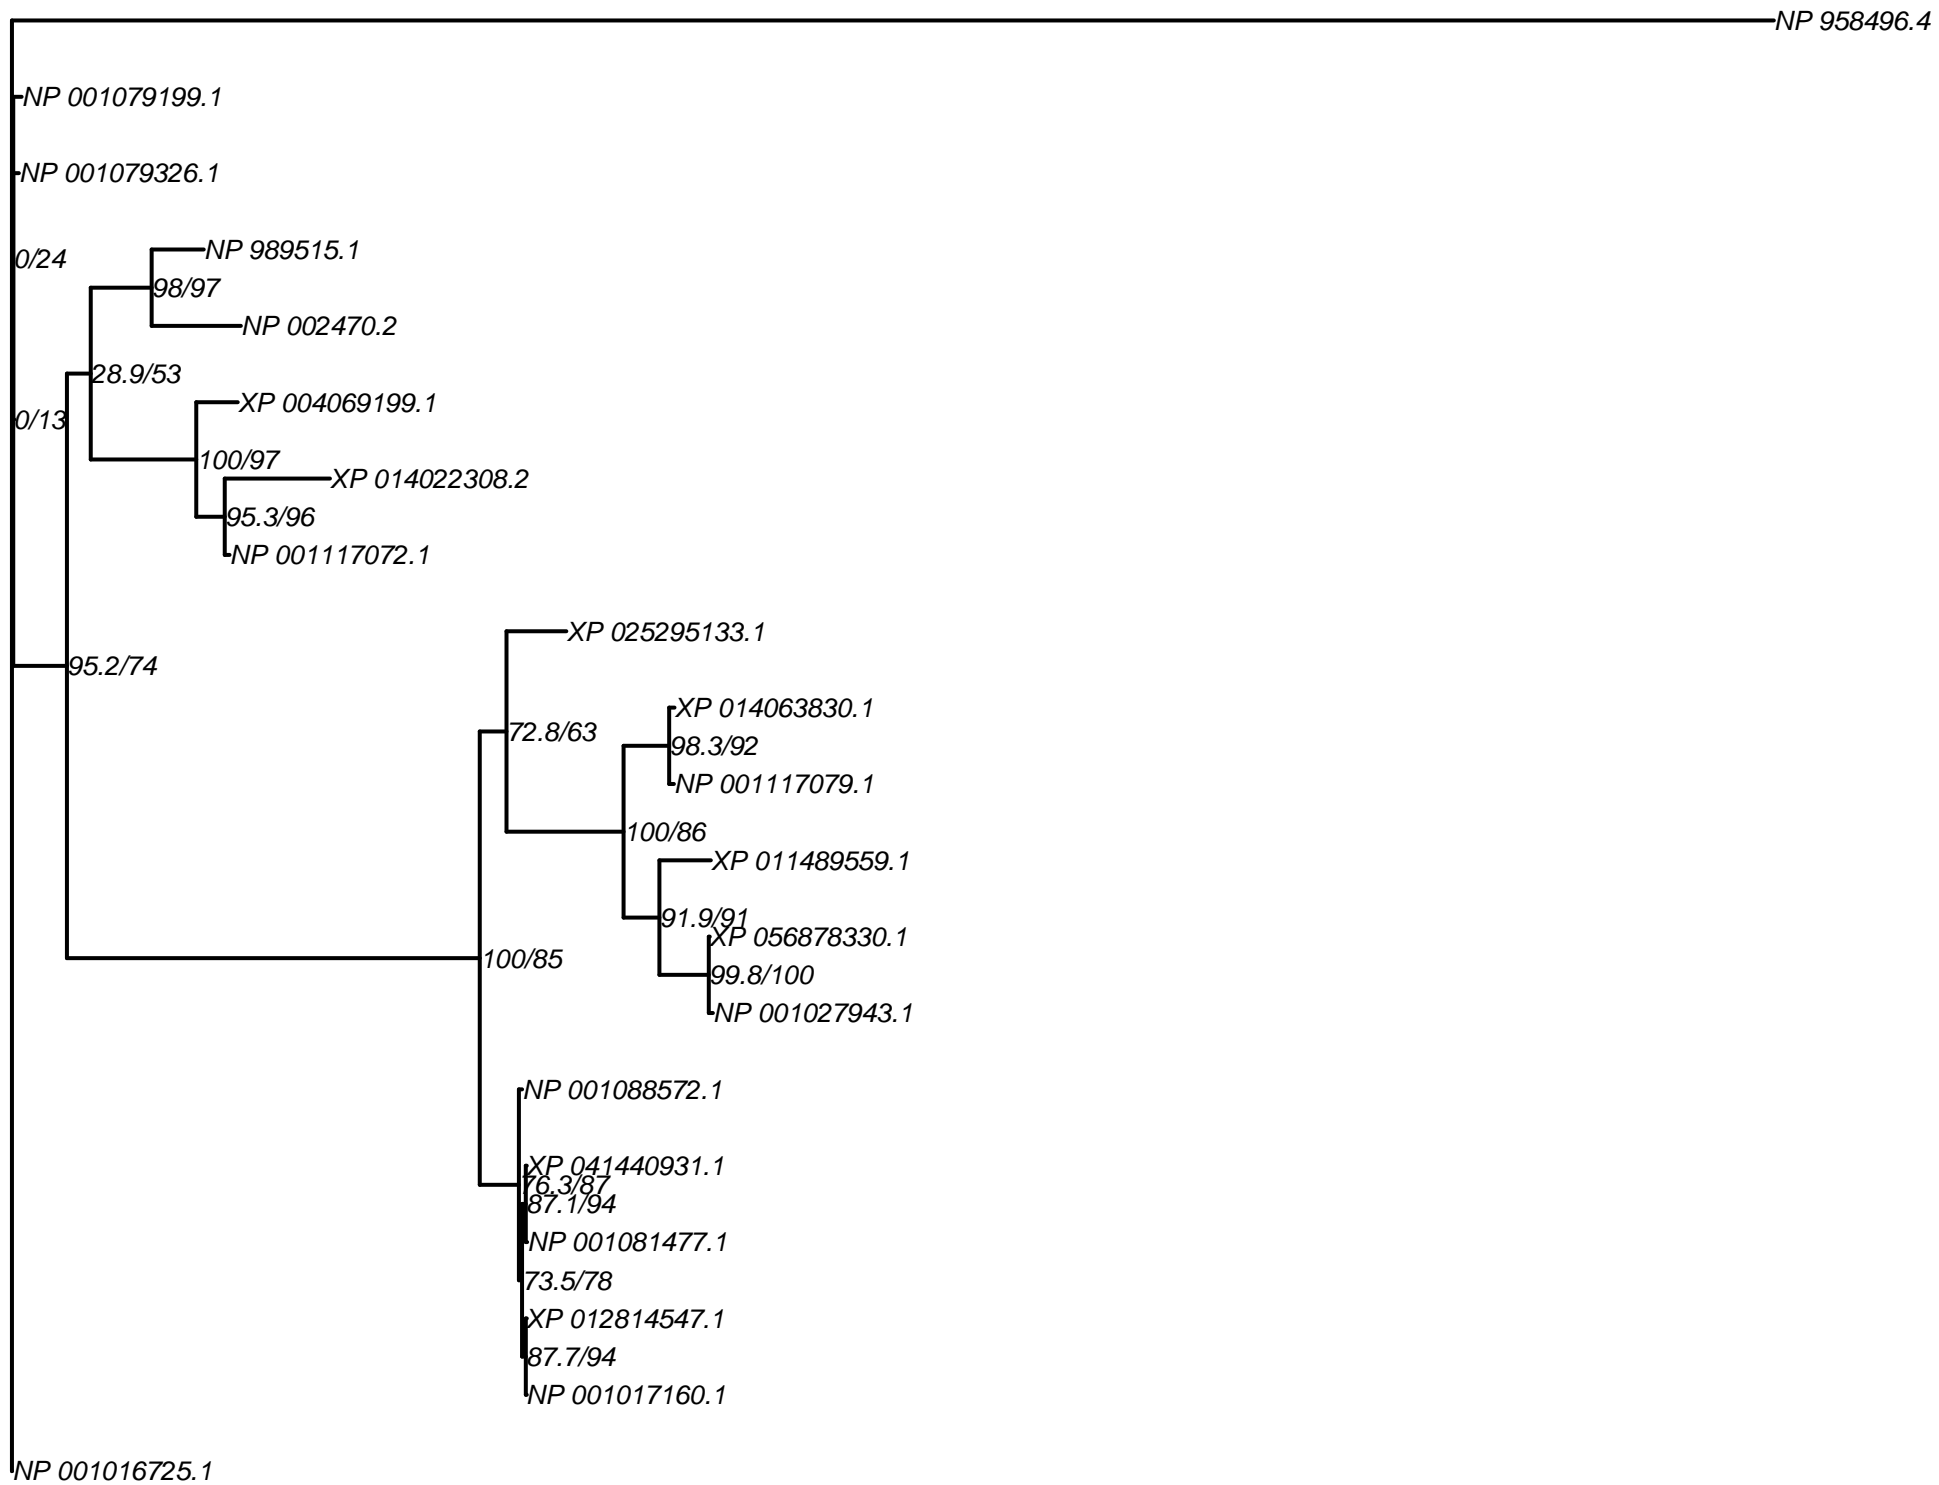 NP 958496.4
NP 001079199.1
NP 001079326.1
NP 989515.1
0/24
98/97
NP 002470.2
28.9/53
XP 004069199.1
0/13
100/97
XP 014022308.2
95.3/96
NP 001117072.1
XP 025295133.1
95.2/74
XP 014063830.1
72.8/63
98.3/92
NP 001117079.1
100/86
XP 011489559.1
91.9/91
XP 056878330.1
100/85
99.8/100
NP 001027943.1
NP 001088572.1
XP 041440931.1
76.3/87
87.1/94
NP 001081477.1
73.5/78
XP 012814547.1
87.7/94
NP 001017160.1
NP 001016725.1